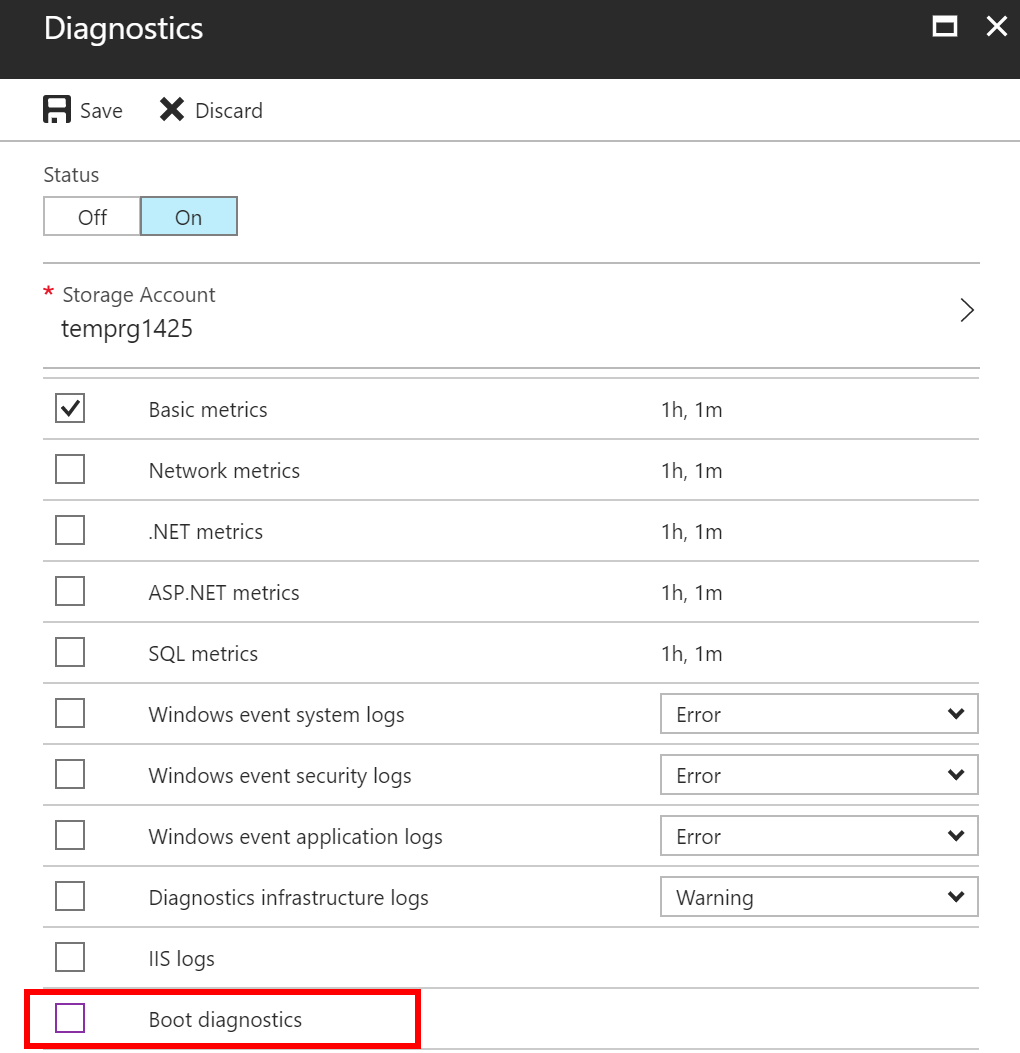 Diagnostics
Save Discard
Status
Off On
* Storage Account
temprg1425
Basic metrics 1h, 1m
Network metrics 1h, 1m
.NET metrics 1h, 1m
ASP.NET metrics 1h, 1m
SQL metrics 1h, 1m
Windows event system logs Error
Windows event security logs Error
Windows event application logs Error
Diagnostics infrastructure logs Warning
IIS logs
Boot diagnostics